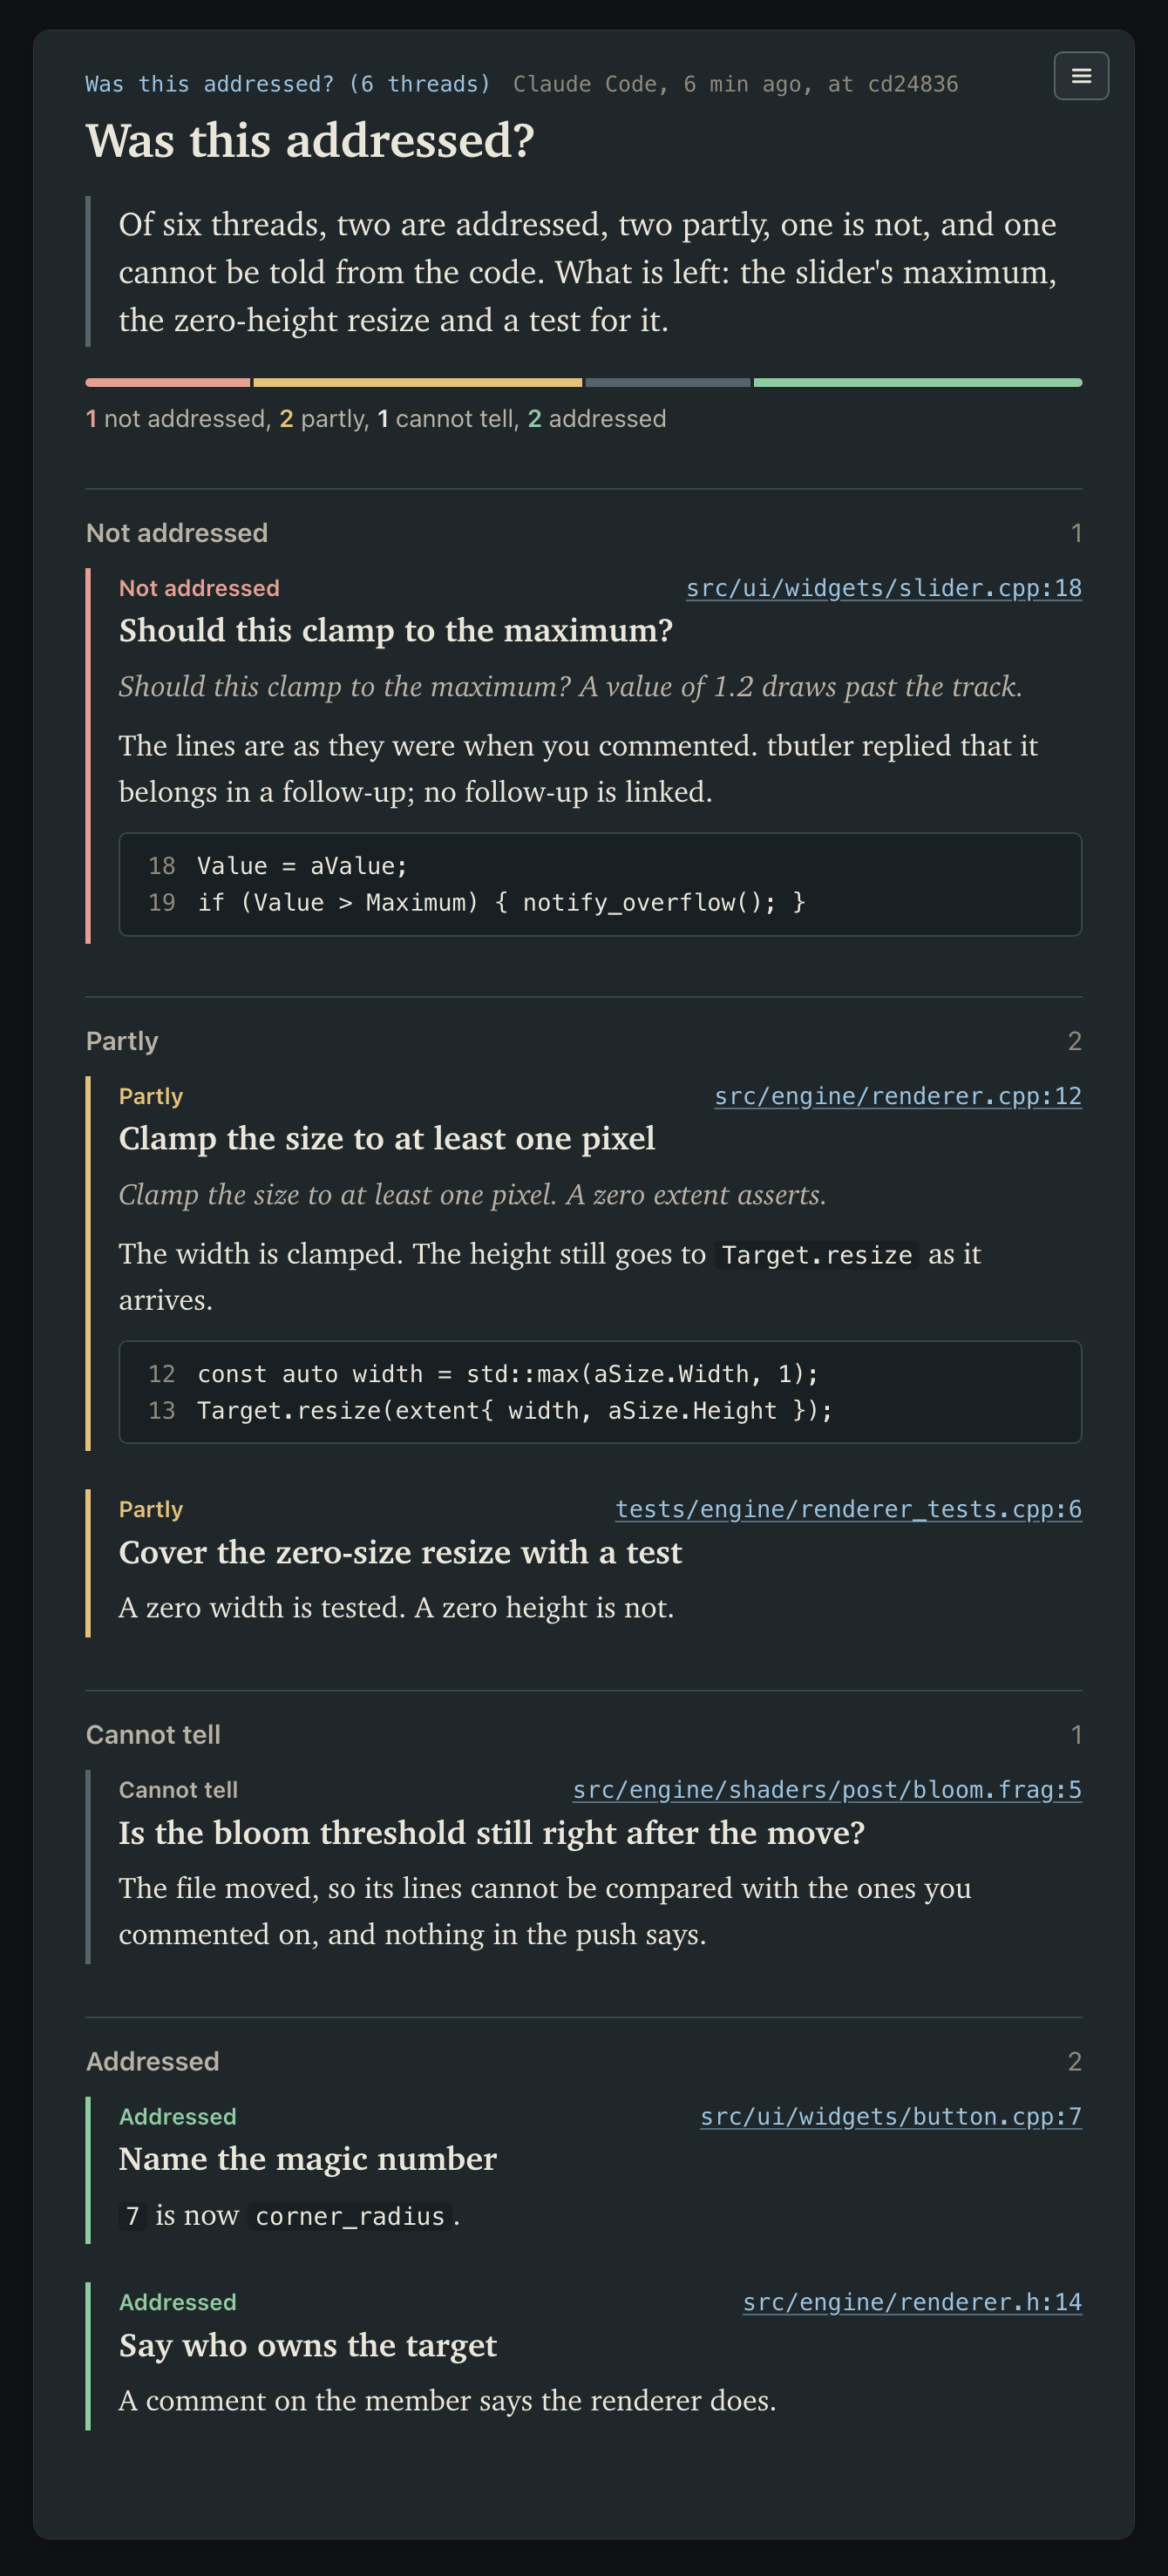 Was this addressed? (6 threads) Claude Code, 6 min ago, at cd24836
Was this addressed?
Of six threads, two are addressed, two partly, one is not, and one
cannot be told from the code. What is left: the slider's maximum,
the zero-height resize and a test for it.
1 not addressed, 2 partly, 1 cannot tell, 2 addressed
Not addressed 1
Not addressed src/ui/widgets/slider.cpp:18
Should this clamp to the maximum?
Should this clamp to the maximum? A value of 1.2 draws past the track.
The lines are as they were when you commented. tbutler replied that it
belongs in a follow-up; no follow-up is linked.
18 Value = aValue;
19 if (Value > Maximum) { notify_overflow(); }
Partly 2
Partly src/engine/renderer.cpp:12
Clamp the size to at least one pixel
Clamp the size to at least one pixel. A zero extent asserts.
The width is clamped. The height still goes to Target.resize as it
arrives.
12 const auto width = std::max(aSize.Width, 1);
13 Target.resize(extent{ width, aSize.Height });
Partly tests/engine/renderer_tests.cpp:6
Cover the zero-size resize with a test
A zero width is tested. A zero height is not.
Cannot tell 1
Cannot tell src/engine/shaders/post/bloom.frag:5
Is the bloom threshold still right after the move?
The file moved, so its lines cannot be compared with the ones you
commented on, and nothing in the push says.
Addressed 2
Addressed src/ui/widgets/button.cpp:7
Name the magic number
7 is now corner_radius.
Addressed src/engine/renderer.h:14
Say who owns the target
A comment on the member says the renderer does.